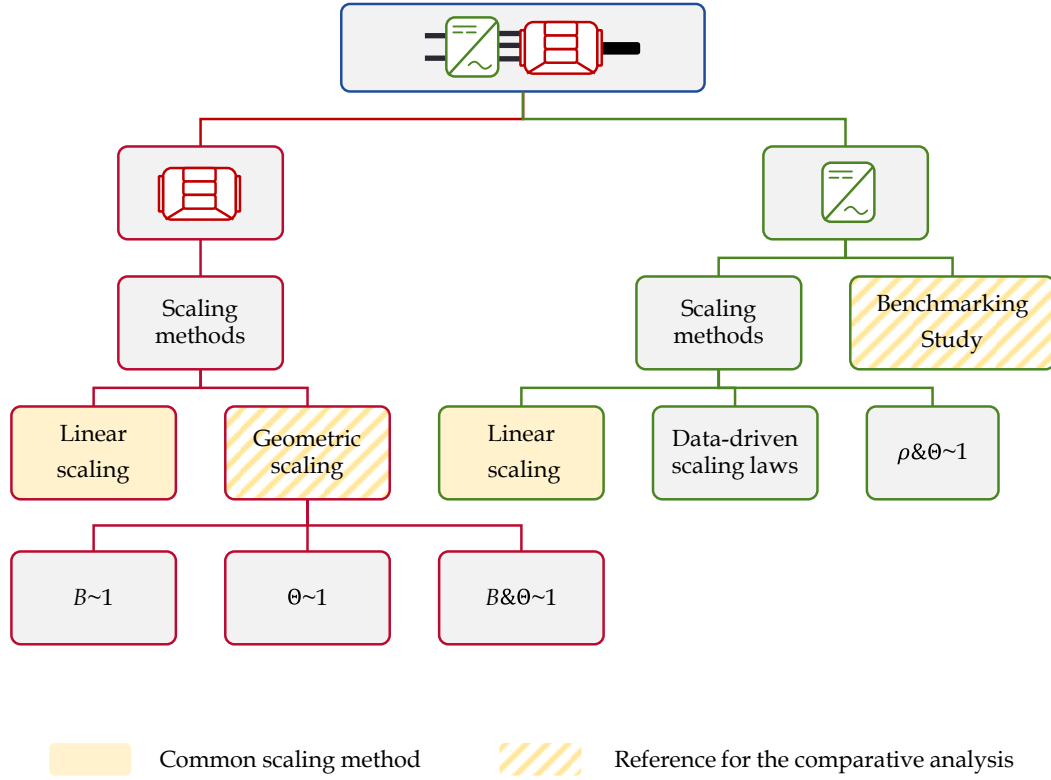 Scaling
methods
Scaling
methods
Benchmarking
Study
Linear
scaling
Geometric
scaling
Linear
scaling
Data-driven
scaling laws
ρ&Θ~1
B~1
Θ~1
B&Θ~1
Common scaling method
Reference for the comparative analysis